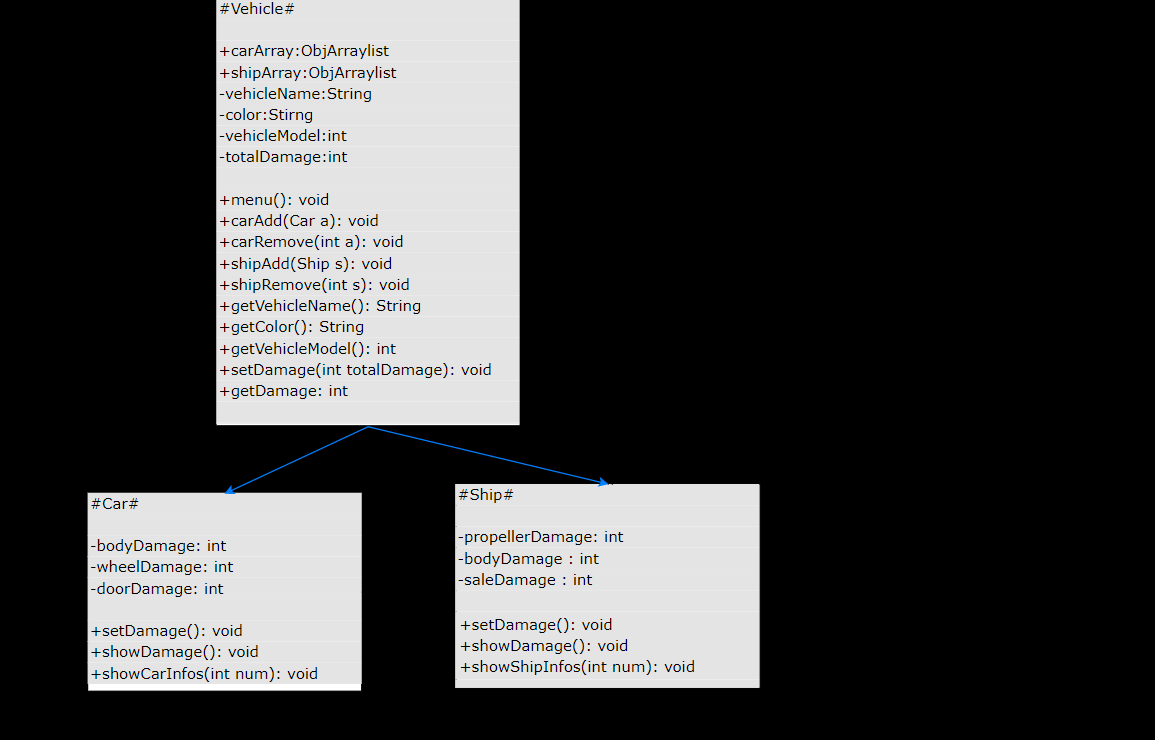 #Vehicle#
+carArray:ObjArraylist
+shipArray:ObjArraylist
-vehicleName:String
-color:Stirng
-vehicleModel:int
-totalDamage:int
+menu(): void
+carAdd(Car a): void
+carRemove(int a): void
+shipAdd(Ship s): void
+shipRemove(int s): void
+getVehicleName(): String
+getColor(): String
+getVehicleModel(): int
+setDamage(int totalDamage): void
+getDamage: int
#Car#
-bodyDamage: int
-wheelDamage: int
-doorDamage: int
+setDamage(): void
+showDamage(): void
+showCarInfos(int num): void
#Ship#
-propellerDamage: int
-bodyDamage : int
-saleDamage : int
+setDamage(): void
+showDamage(): void
+showShipInfos(int num): void